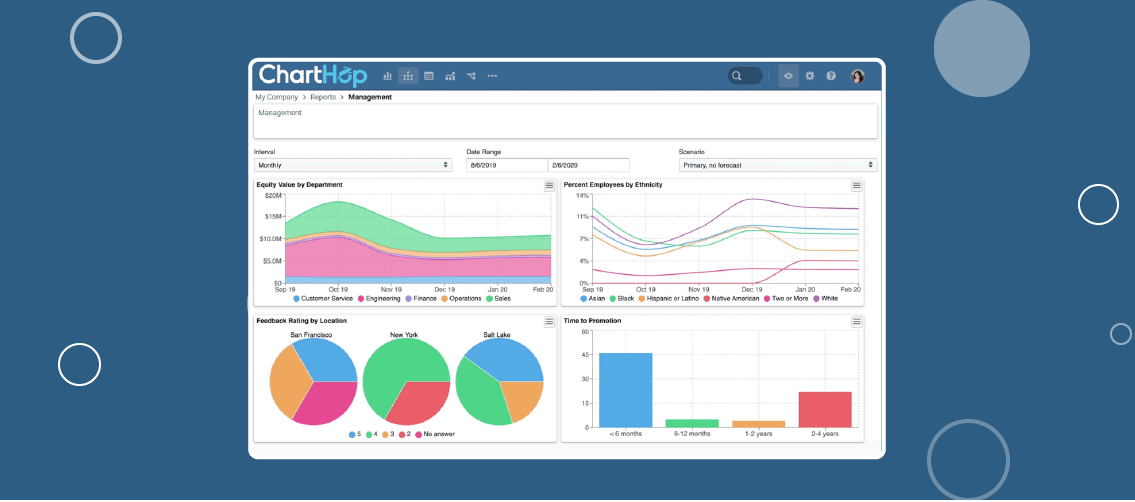 ChartHop
My Company > Reports > Management
Management
Interval Date Range Scenario
Monthly 8/6/2019 2/6/2020 Primary, no forecast
Equity Value by Department
$20M
$15M
$10.0M
$5.0M
$0
Sep 19 Oct 19 Nov 19 Dec 19 Jan 20 Feb 20
Customer Service Engineering Finance Operations Sales
Percent Employees by Ethnicity
14%
11%
7%
4%
0%
Sep 19 Oct 19 Nov 19 Dec 19 Jan 20 Feb 20
Asian Black Hispanic or Latino Native American Two or More White
Feedback Rating by Location
San Francisco New York Salt Lake
5 4 3 2 No answer
Time to Promotion
60
45
30
15
0
< 6 months 6-12 months 1-2 years 2-4 years